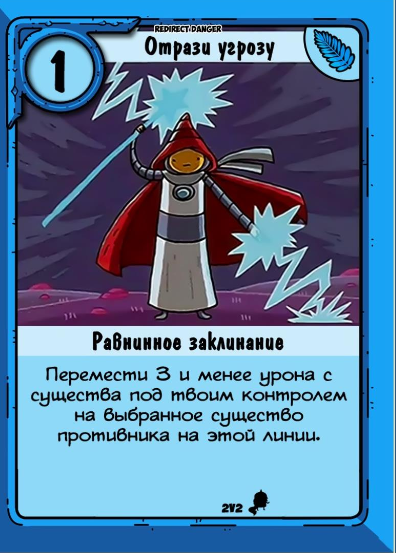 REDIRECT DANGER
Отрази угрозу
1
Равнинное заклинание
Перемести 3 и менее урона с
существа под твоим контролем
на выбранное существо
противника на этой линии.
2V2